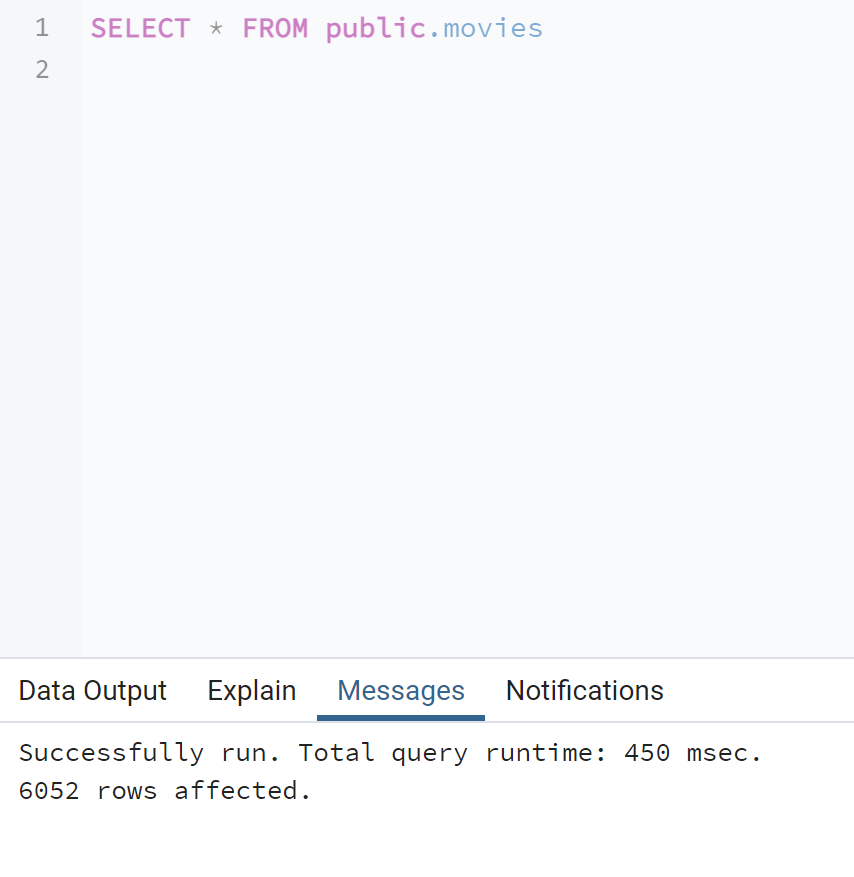 1 SELECT * FROM public.movies
2
Data Output Explain Messages Notifications
Successfully run. Total query runtime: 450 msec.
6052 rows affected.